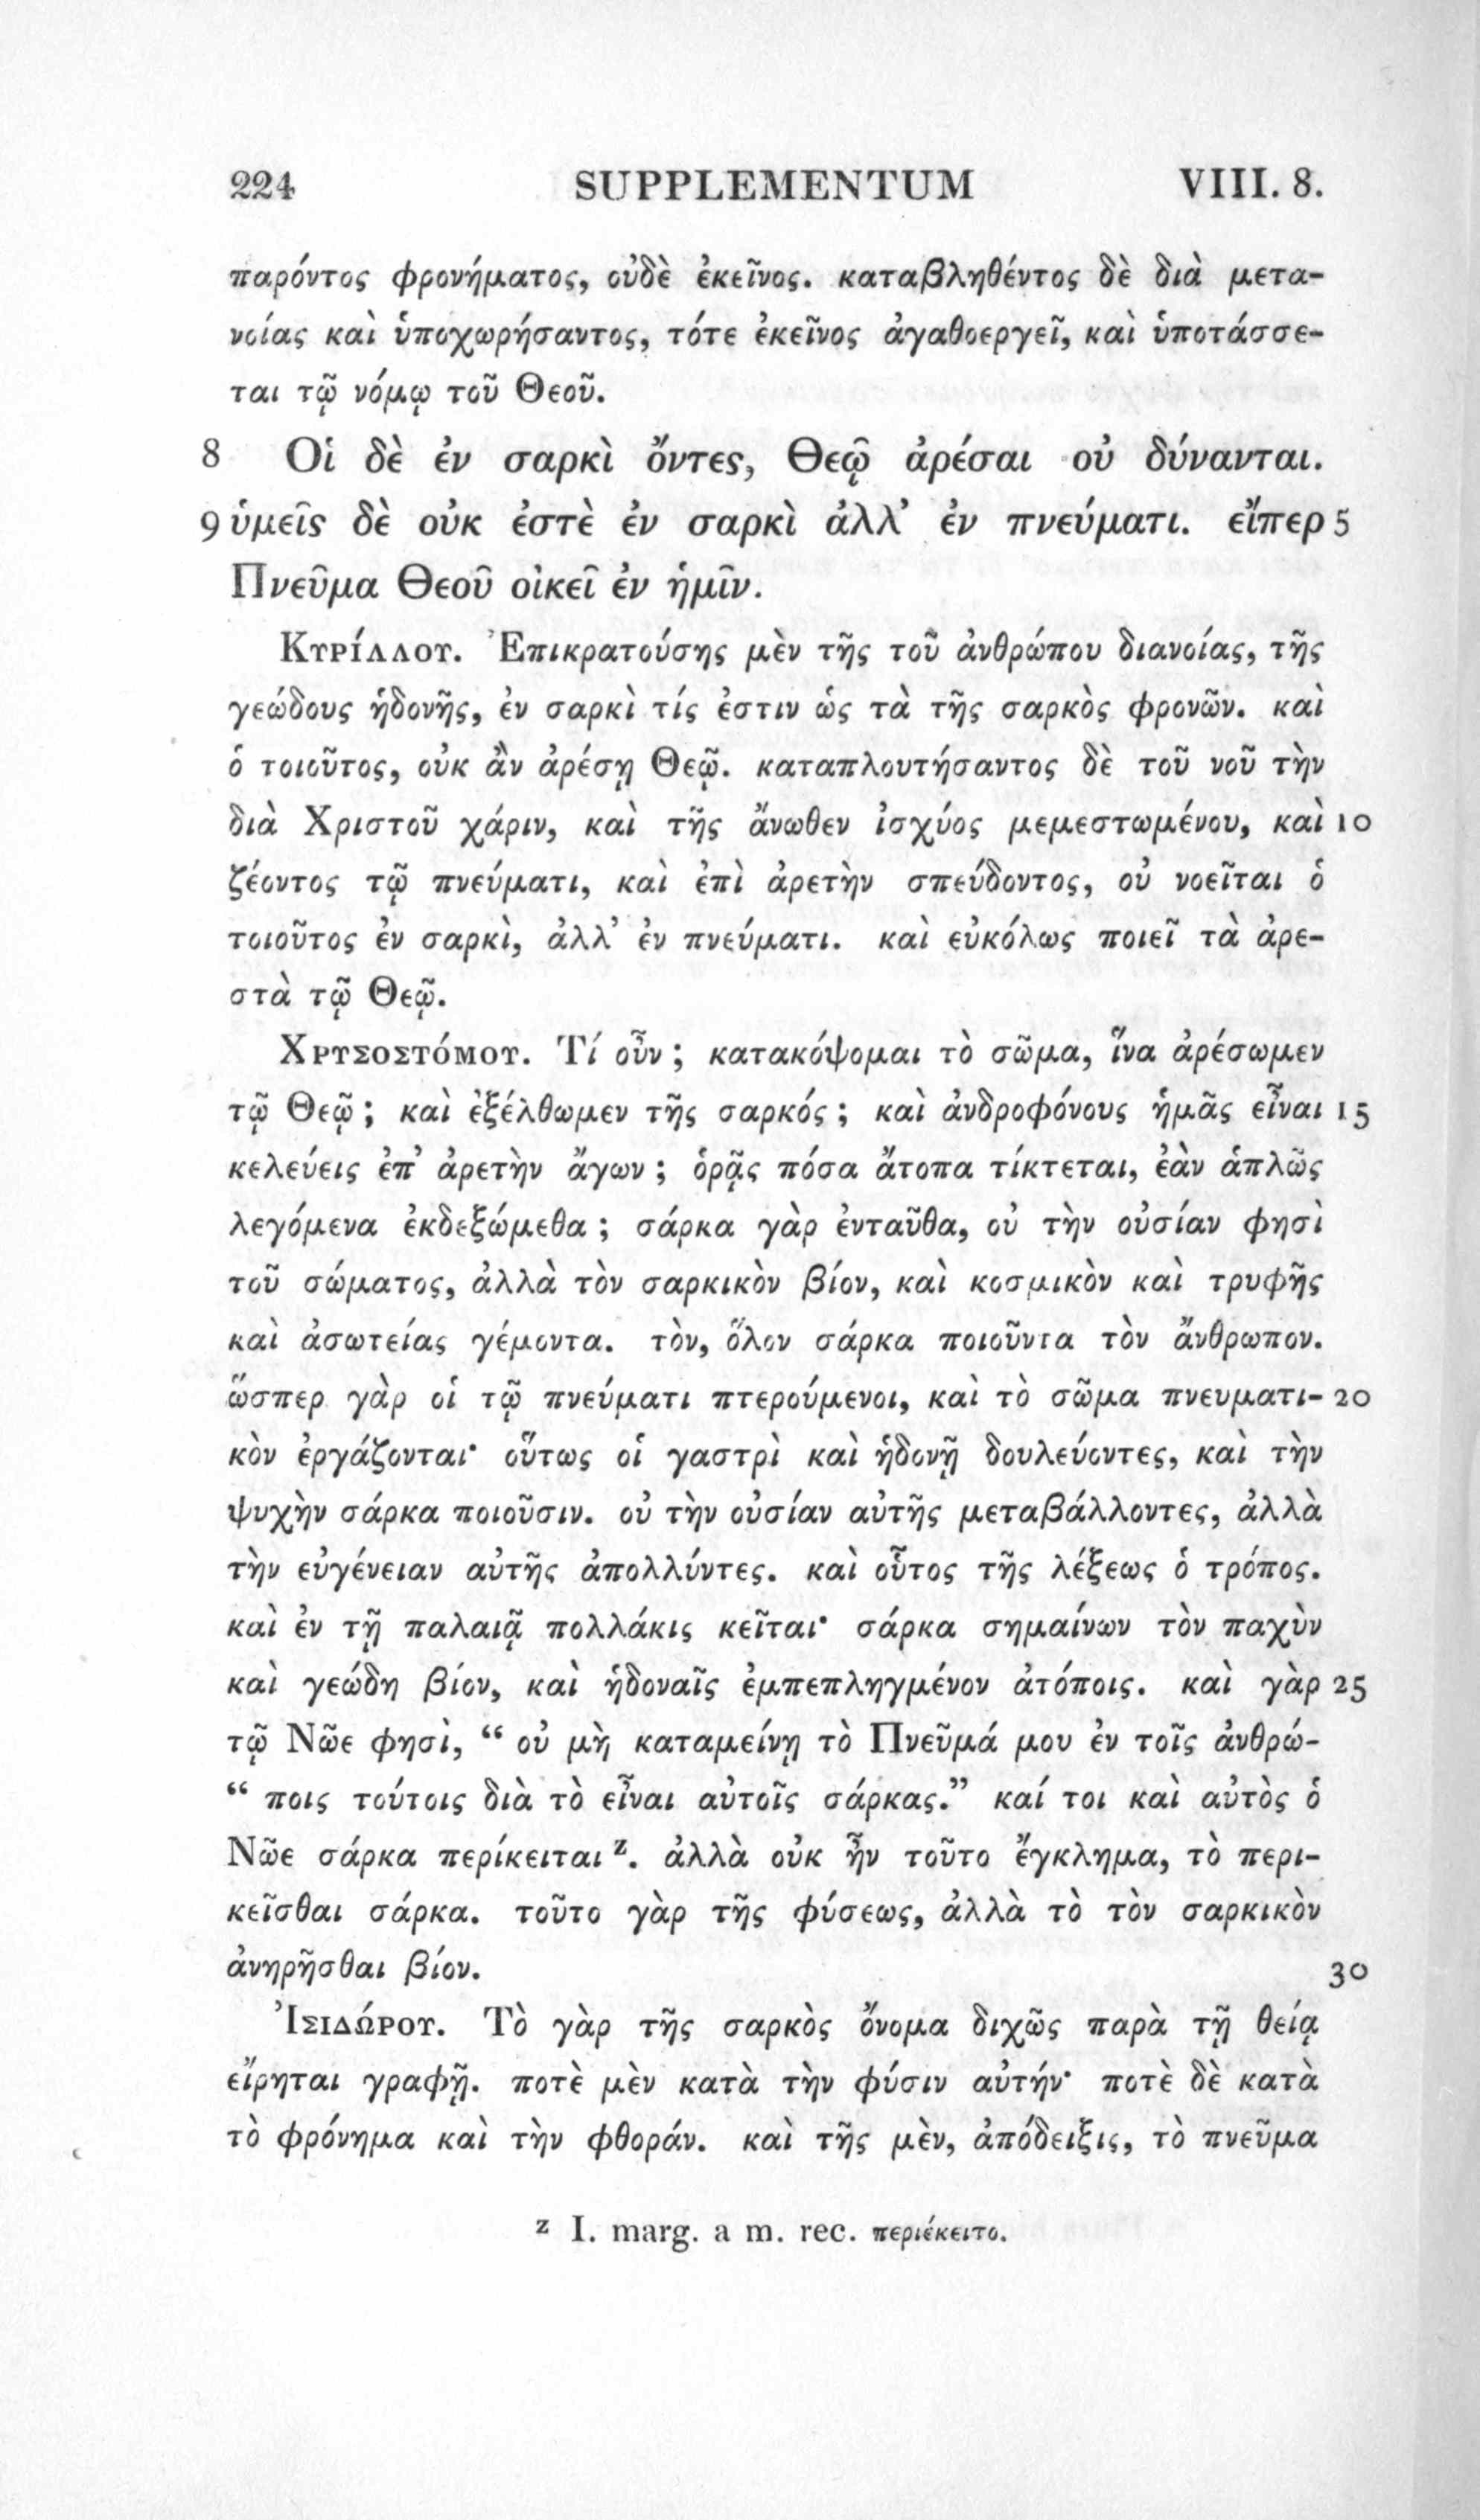 224 SUPPLEMENTUM VIII. 8.
παρόντος φρονήματος, οὐδὲ ἐκεῖνος. καταβληθέντος δὲ διὰ μετα-
νοίας καὶ ὑποχωρήσαντος, τότε ἐκεῖνος ἀγαθοεργεῖ, καὶ ὑποτάσσε-
ται τῷ νόμῳ τοῦ Θεοῦ.
8 Οἱ δὲ ἐν σαρκὶ ὄντες, Θεῷ ἀρέσαι οὐ δύνανται.
9 ὑμεῖς δὲ οὐκ ἐστὲ ἐν σαρκὶ ἀλλ’ ἐν πνεύματι. εἴπερ 5
Πνεῦμα Θεοῦ οἰκεῖ ἐν ἡμῖν.
ΚΥΡΊΛΛΟΥ. Ἐπικρατούσης μὲν τῆς τοῦ ἀνθρώπου διανοίας, τῆς
γεώδους ἡδονῆς, ἐν σαρκὶ τίς ἐστιν ὡς τὰ τῆς σαρκὸς φρονῶν. καὶ
ὁ τοιοῦτος, οὐκ ἂν ἀρέσῃ Θεῷ. καταπλουτήσαντος δὲ τοῦ νοῦ τὴν
διὰ Χριστοῦ χάριν, καὶ τῆς ἄνωθεν ἰσχύος μεμεστωμένου, καὶ 10
ζέοντος τῷ πνεύματι, καὶ ἐπὶ ἀρετὴν σπεύδοντος, οὐ νοεῖται ὁ
τοιοῦτος ἐν σαρκὶ, ἀλλ’ ἐν πνεύματι. καὶ εὐκόλως ποιεῖ τὰ ἀρε-
στὰ τῷ Θεῷ.
ΧΡΥΣΟΣΤΌΜΟΥ. Τί οὖν; κατακόψομαι τὸ σῶμα, ἵνα ἀρέσωμεν
τῷ Θεῷ; καὶ ἐξέλθωμεν τῆς σαρκός; καὶ ἀνδροφόνους ἡμᾶς εἶναι 15
κελεύεις ἐπ’ ἀρετὴν ἄγων; ὁρᾷς πόσα ἄτοπα τίκτεται, ἐὰν ἁπλῶς
λεγόμενα ἐκδεξώμεθα; σάρκα γὰρ ἐνταῦθα, οὐ τὴν οὐσίαν φησὶ
τοῦ σώματος, ἀλλὰ τὸν σαρκικὸν βίον, καὶ κοσμικὸν καὶ τρυφῆς
καὶ ἀσωτείας γέμοντα. τὸν, ὅλον σάρκα ποιοῦντα τὸν ἄνθρωπον.
ὥσπερ γὰρ οἱ τῷ πνεύματι πτερούμενοι, καὶ τὸ σῶμα πνευματι- 20
κὸν ἐργάζονται· οὕτως οἱ γαστρὶ καὶ ἡδονῇ δουλεύοντες, καὶ τὴν
ψυχὴν σάρκα ποιοῦσιν. οὐ τὴν οὐσίαν αὐτῆς μεταβάλλοντες, ἀλλὰ
τὴν εὐγένειαν αὐτῆς ἀπολλύντες. καὶ οὗτος τῆς λέξεως ὁ τρόπος.
καὶ ἐν τῇ παλαιᾷ πολλάκις κεῖται· σάρκα σημαίνων τὸν παχὺν
καὶ γεώδη βίον, καὶ ἡδοναῖς ἐμπεπληγμένον ἀτόποις. καὶ γὰρ 25
τῷ Νῶε φησὶ, “ οὐ μὴ καταμείνῃ τὸ Πνεῦμά μου ἐν τοῖς ἀνθρώ-
“ ποις τούτοις διὰ τὸ εἶναι αὐτοῖς σάρκας.” καί τοι καὶ αὐτὸς ὁ
Νῶε σάρκα περίκειται z. ἀλλὰ οὐκ ἦν τοῦτο ἔγκλημα, τὸ περι-
κεῖσθαι σάρκα. τοῦτο γὰρ τῆς φύσεως, ἀλλὰ τὸ τὸν σαρκικὸν
ἀνῃρῆσθαι βίον. 30
ἸΣΙΔΏΡΟΥ. Τὸ γὰρ τῆς σαρκὸς ὄνομα διχῶς παρὰ τῇ θείᾳ
εἴρηται γραφῇ. ποτὲ μὲν κατὰ τὴν φύσιν αὐτήν· ποτὲ δὲ κατὰ
τὸ φρόνημα καὶ τὴν φθοράν. καὶ τῆς μὲν, ἀπόδειξις, τὸ πνεῦμα
z I. marg. a m. rec. περιέκειτο.